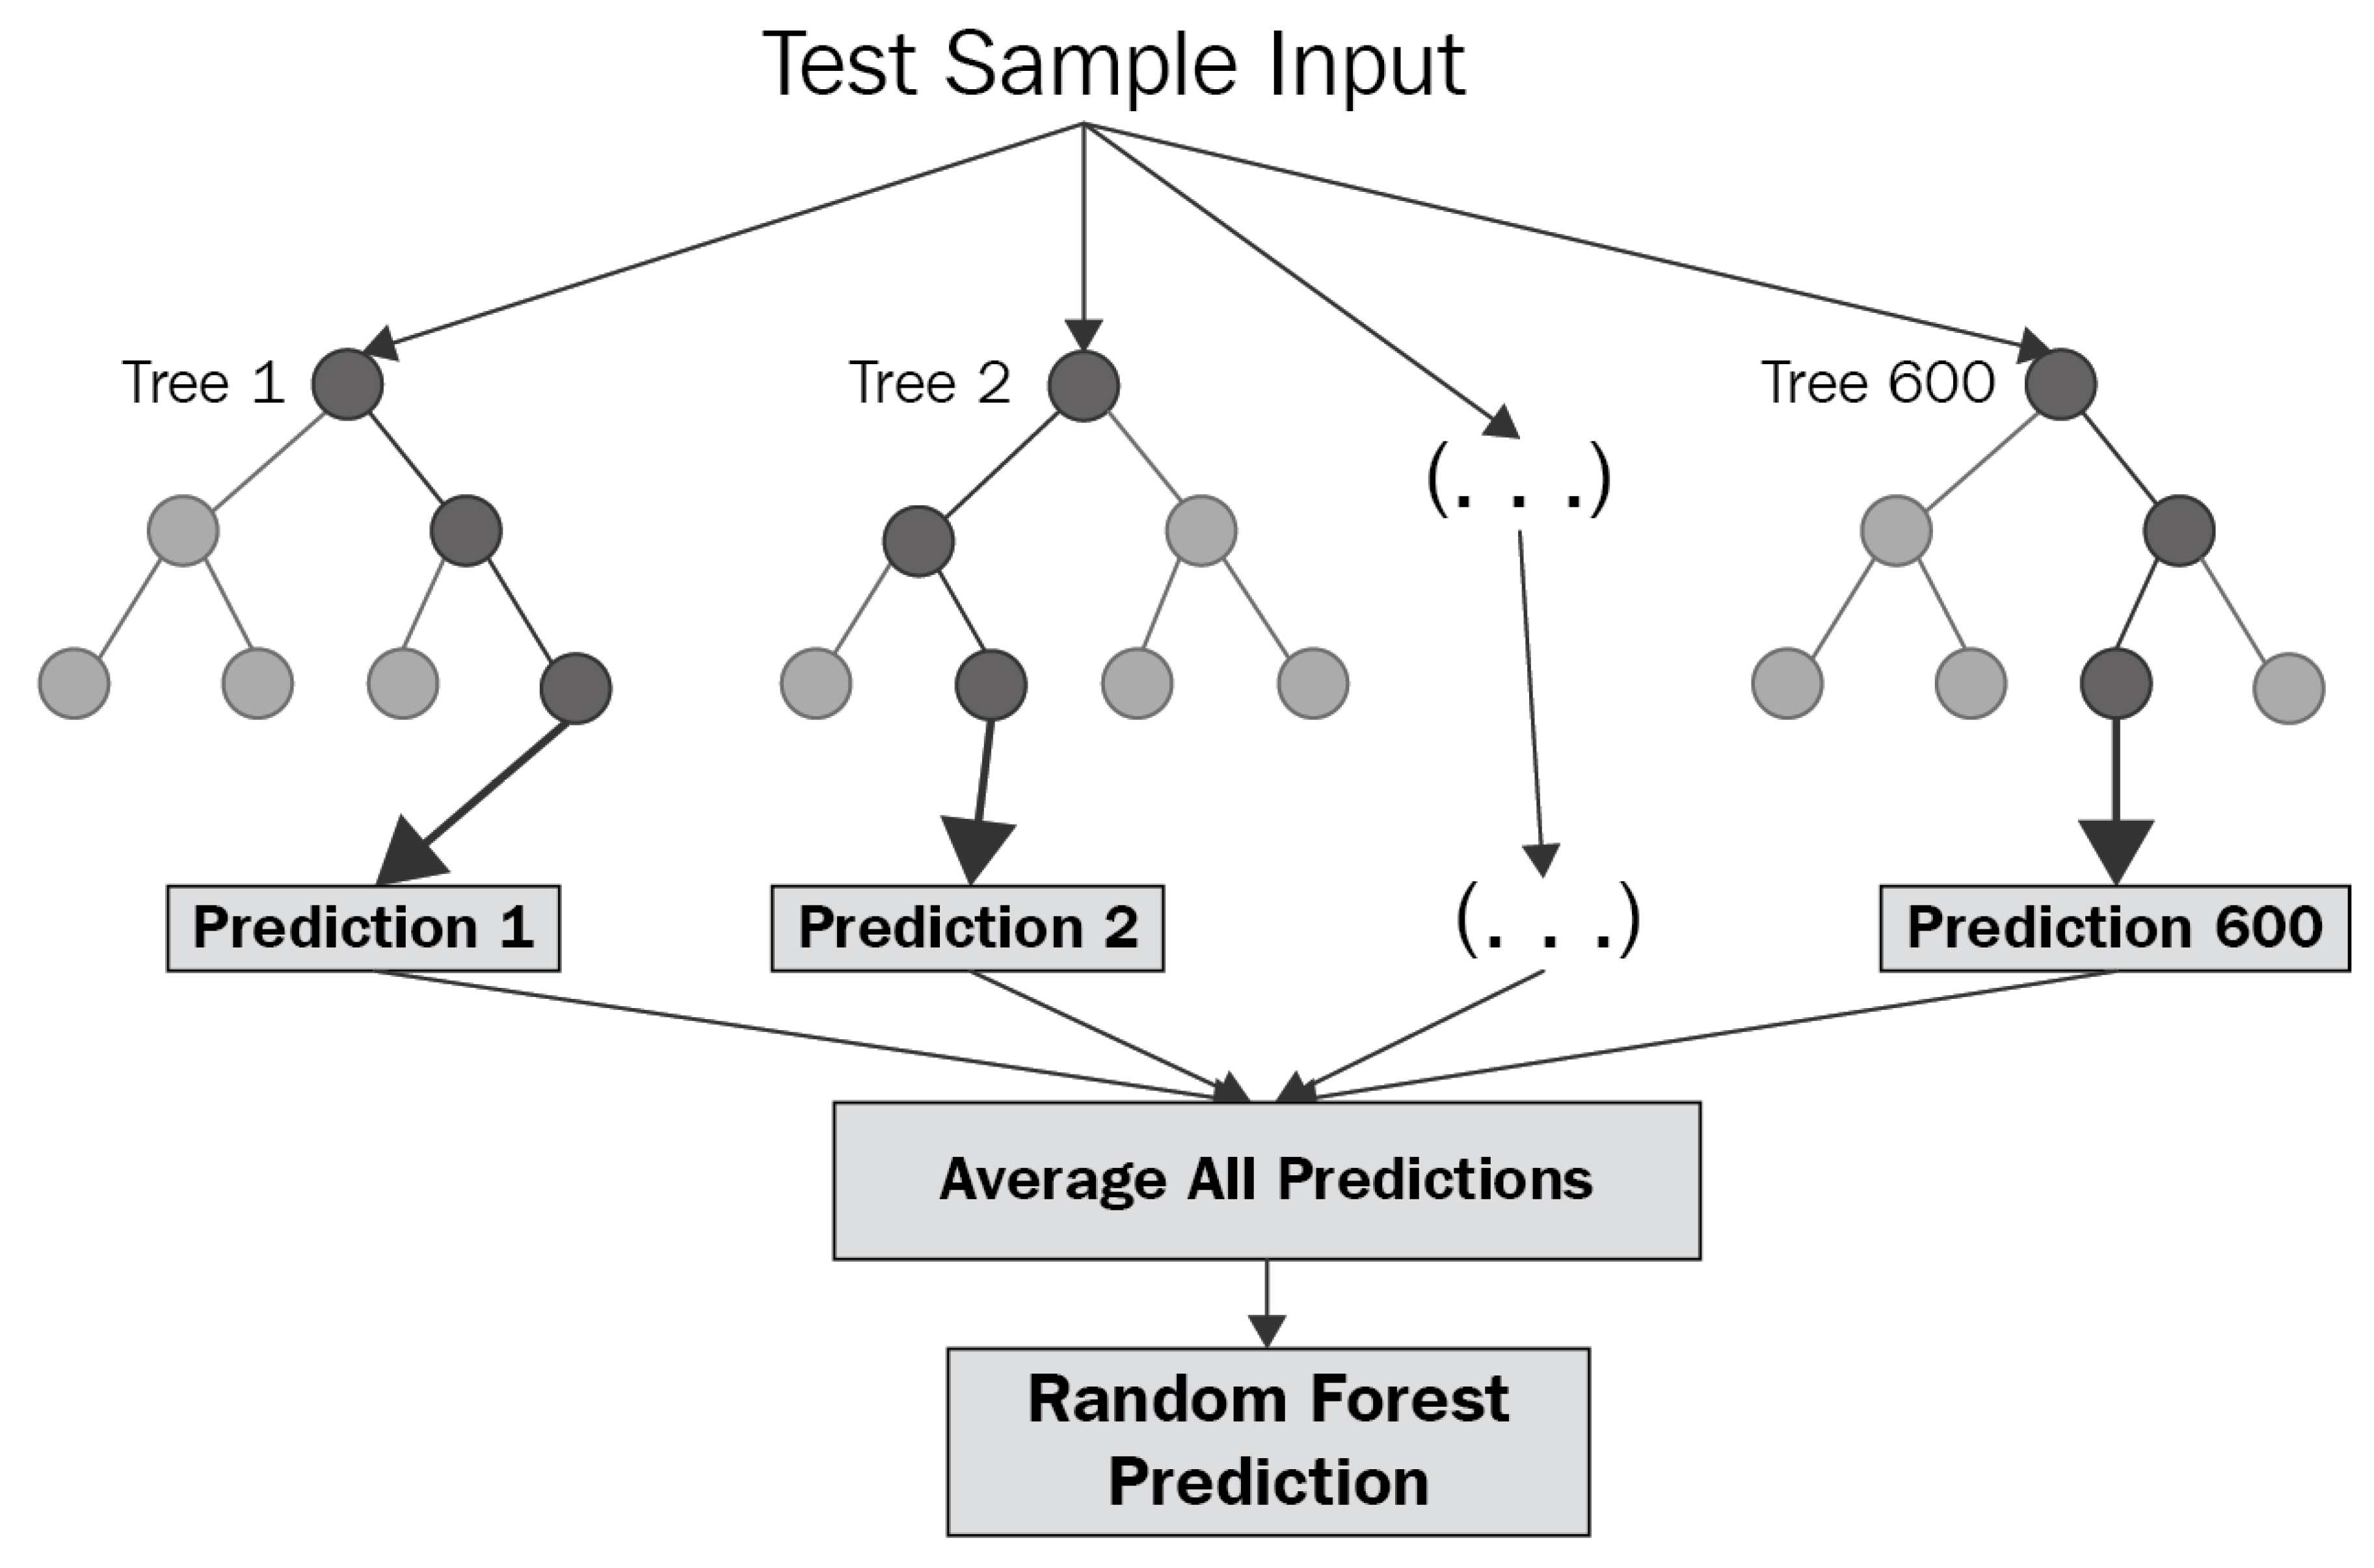 Test Sample Input
Tree 1
Tree 2
Tree 600
(. . .)
Prediction 1
Prediction 2
(. . .)
Prediction 600
Average All Predictions
Random Forest
Prediction